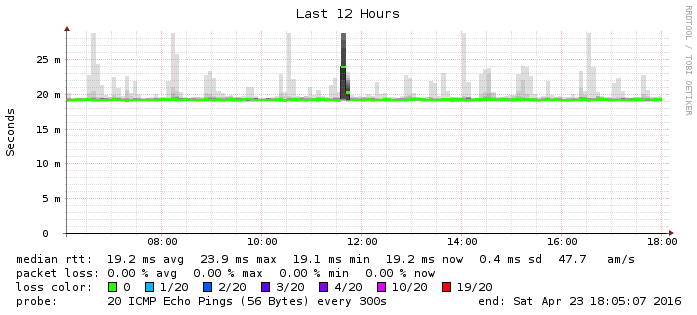 Last 12 Hours
RRDTOOL / TOBI OETIKER
Seconds
25 m
20 m
15 m
10 m
5 m
0
08:00 10:00 12:00 14:00 16:00 18:00
median rtt: 19.2 ms avg 23.9 ms max 19.1 ms min 19.2 ms now 0.4 ms sd 47.7 am/s
packet loss: 0.00 % avg 0.00 % max 0.00 % min 0.00 % now
loss color: 0 1/20 2/20 3/20 4/20 10/20 19/20
probe: 20 ICMP Echo Pings (56 Bytes) every 300s end: Sat Apr 23 18:05:07 2016